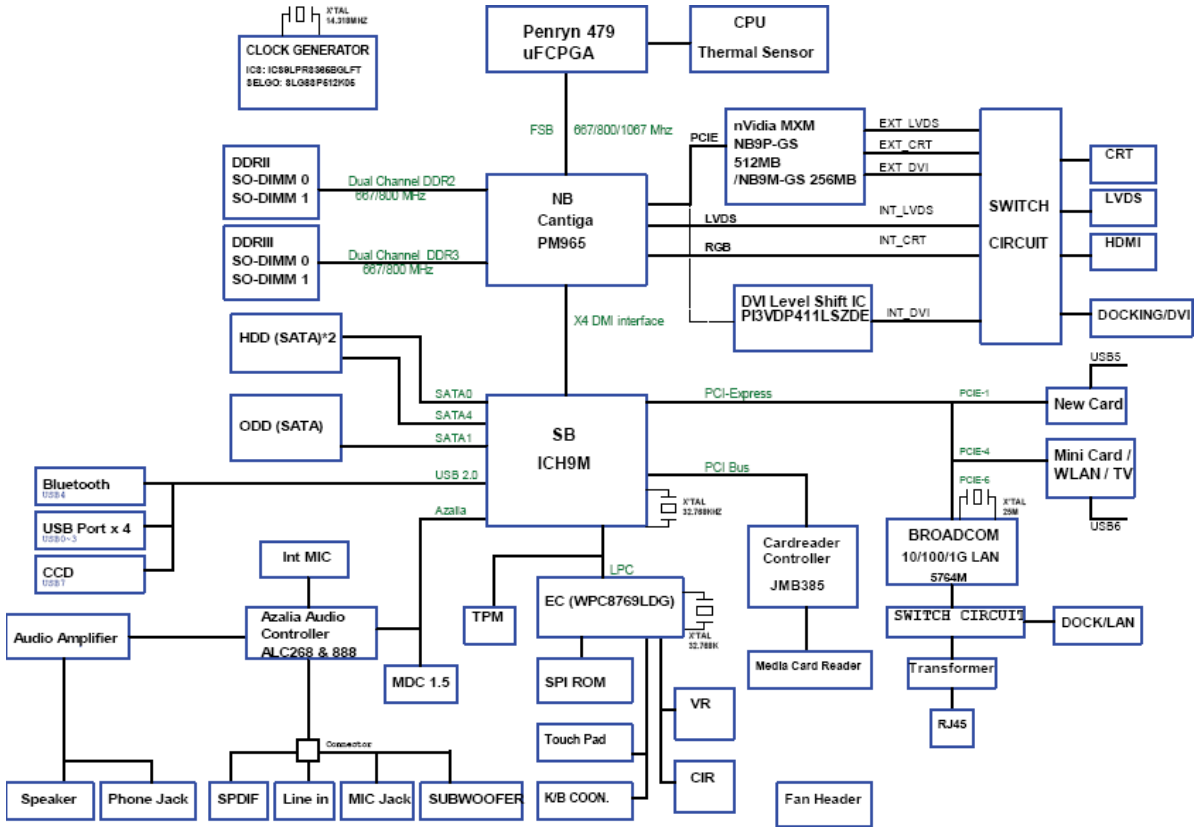 X'TAL
14.318MHZ
CLOCK GENERATOR
ICS: ICS9LPRS365BGLFT
SELGO: SLG8SP512K05
Penryn 479
uFCPGA
CPU
Thermal Sensor
FSB
667/800/1067 Mhz
DDRII
SO-DIMM 0
SO-DIMM 1
Dual Channel DDR2
667/800 MHz
DDRIII
SO-DIMM 0
SO-DIMM 1
Dual Channel DDR3
667/800 MHz
NB
Cantiga
PM965
PCIE
LVDS
RGB
nVidia MXM
NB9P-GS
512MB
/NB9M-GS 256MB
EXT_LVDS
EXT_CRT
EXT_DVI
INT_LVDS
INT_CRT
DVI Level Shift IC
PI3VDP411LSZDE
INT_DVI
SWITCH
CIRCUIT
CRT
LVDS
HDMI
DOCKING/DVI
X4 DMI interface
HDD (SATA)*2
ODD (SATA)
SATA0
SATA4
SATA1
USB 2.0
Azalia
SB
ICH9M
PCI-Express
PCI Bus
X'TAL
32.768KHZ
PCIE-1
PCIE-4
PCIE-6
USB5
New Card
Mini Card /
WLAN / TV
USB6
X'TAL
25M
BROADCOM
10/100/1G LAN
5764M
SWITCH CIRCUIT
DOCK/LAN
Transformer
RJ45
Bluetooth
USB4
USB Port x 4
USB0~3
CCD
USB7
Int MIC
Azalia Audio
Controller
ALC268 & 888
Audio Amplifier
MDC 1.5
TPM
LPC
EC (WPC8769LDG)
X'TAL
32.768K
Cardreader
Controller
JMB385
Media Card Reader
SPI ROM
Touch Pad
K/B COON.
VR
CIR
Fan Header
Connector
Speaker
Phone Jack
SPDIF
Line in
MIC Jack
SUBWOOFER